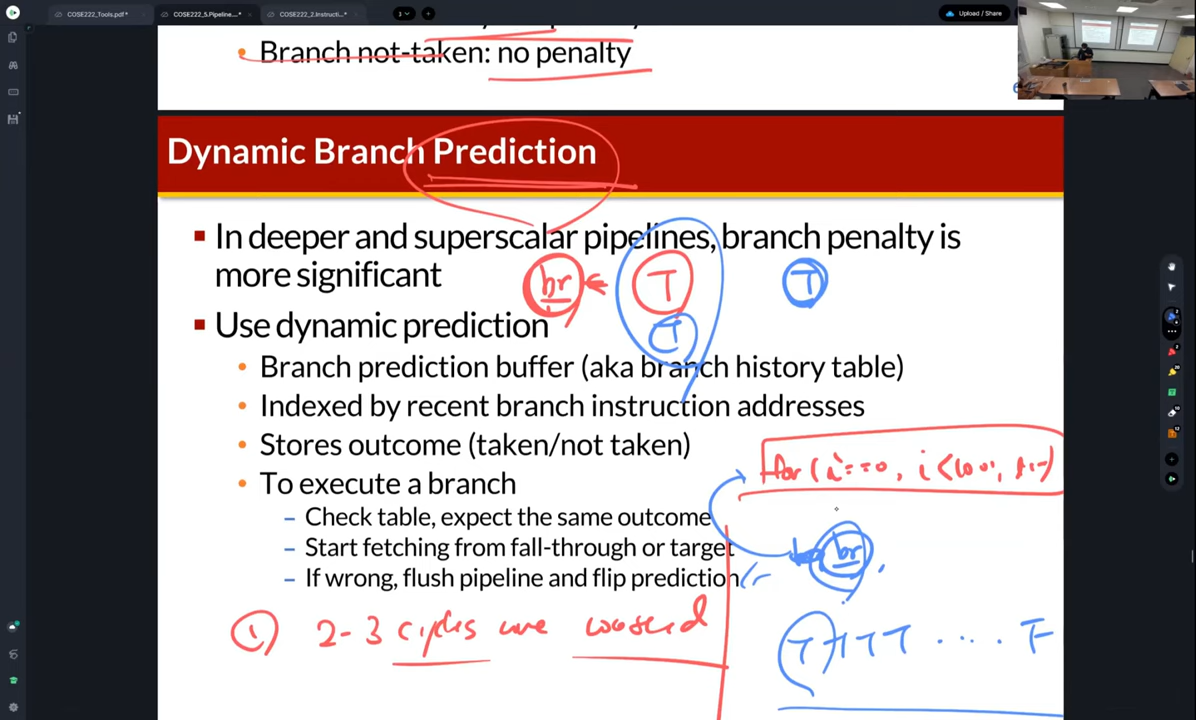 COSE222_Tools.pdf*
COSE222_5.Pipeline....*
COSE222_2.Instructi...*
3
Upload / Share
Branch not-taken: no penalty
Dynamic Branch Prediction
In deeper and superscalar pipelines, branch penalty is
more significant
br
T
T
T
Use dynamic prediction
Branch prediction buffer (aka branch history table)
Indexed by recent branch instruction addresses
Stores outcome (taken/not taken)
To execute a branch
– Check table, expect the same outcome
– Start fetching from fall-through or target
– If wrong, flush pipeline and flip prediction
br
① 2-3 cycles are wasted
T T T T .... F